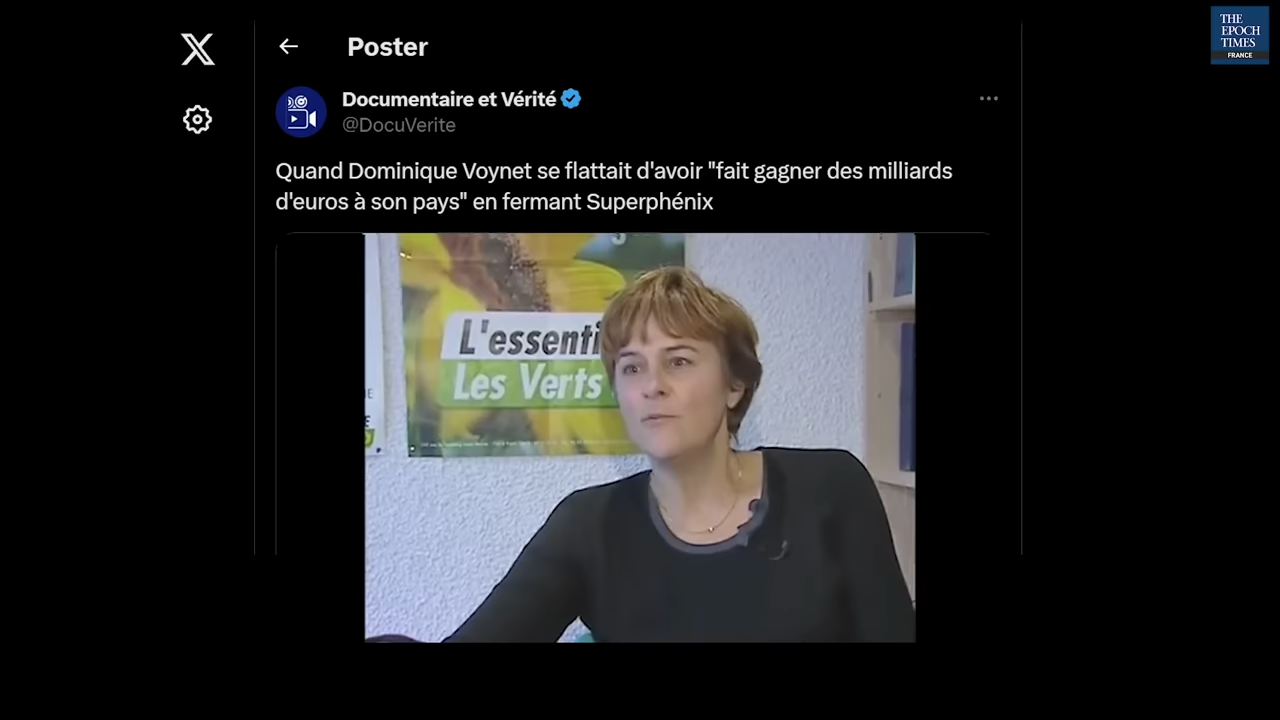 THE
EPOCH
TIMES
FRANCE
Poster
Documentaire et Vérité
@DocuVerite
Quand Dominique Voynet se flattait d'avoir "fait gagner des milliards
d'euros à son pays" en fermant Superphénix
L'essenti
Les Verts